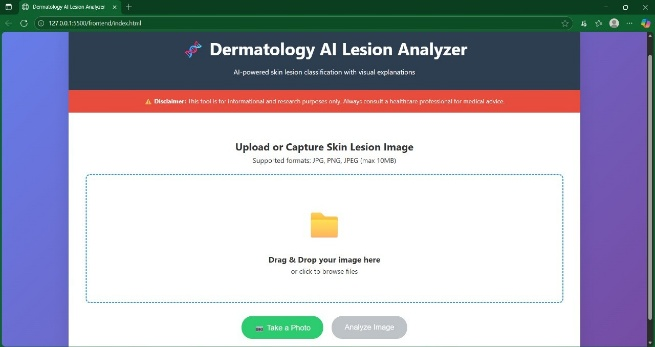 Dermatology AI Lesion Analyzer
127.0.0.1:5500/frontend/index.html
Dermatology AI Lesion Analyzer
AI-powered skin lesion classification with visual explanations
Disclaimer: This tool is for informational and research purposes only. Always consult a healthcare professional for medical advice
Upload or Capture Skin Lesion Image
Supported formats: JPG, PNG, JPEG (max 10MB)
Drag & Drop your image here
or click to browse files
Take a Photo
Analyze Image